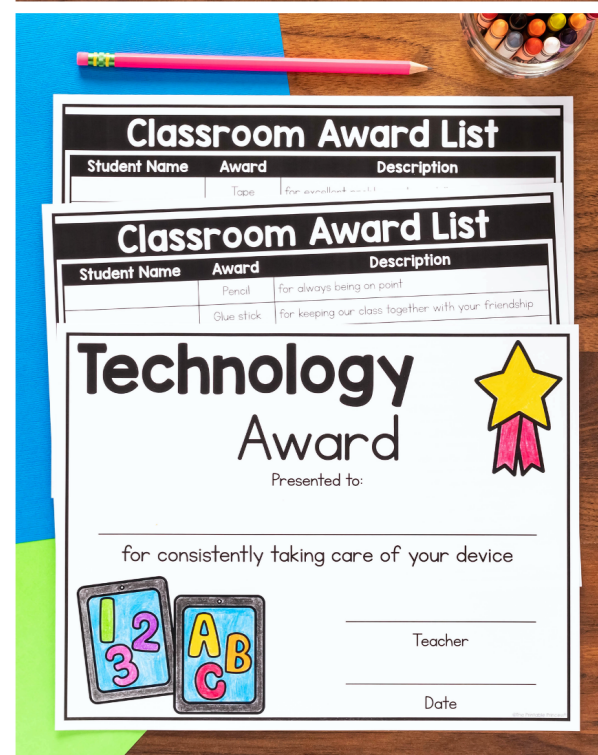 Classroom Award List
Student Name Award Description
Tape for excellent
Classroom Award List
Student Name Award Description
Pencil for always being on point
Glue stick for keeping our class together with your friendship
Technology
Award
Presented to:
for consistently taking care of your device
1 2 3
A B C
Teacher
Date